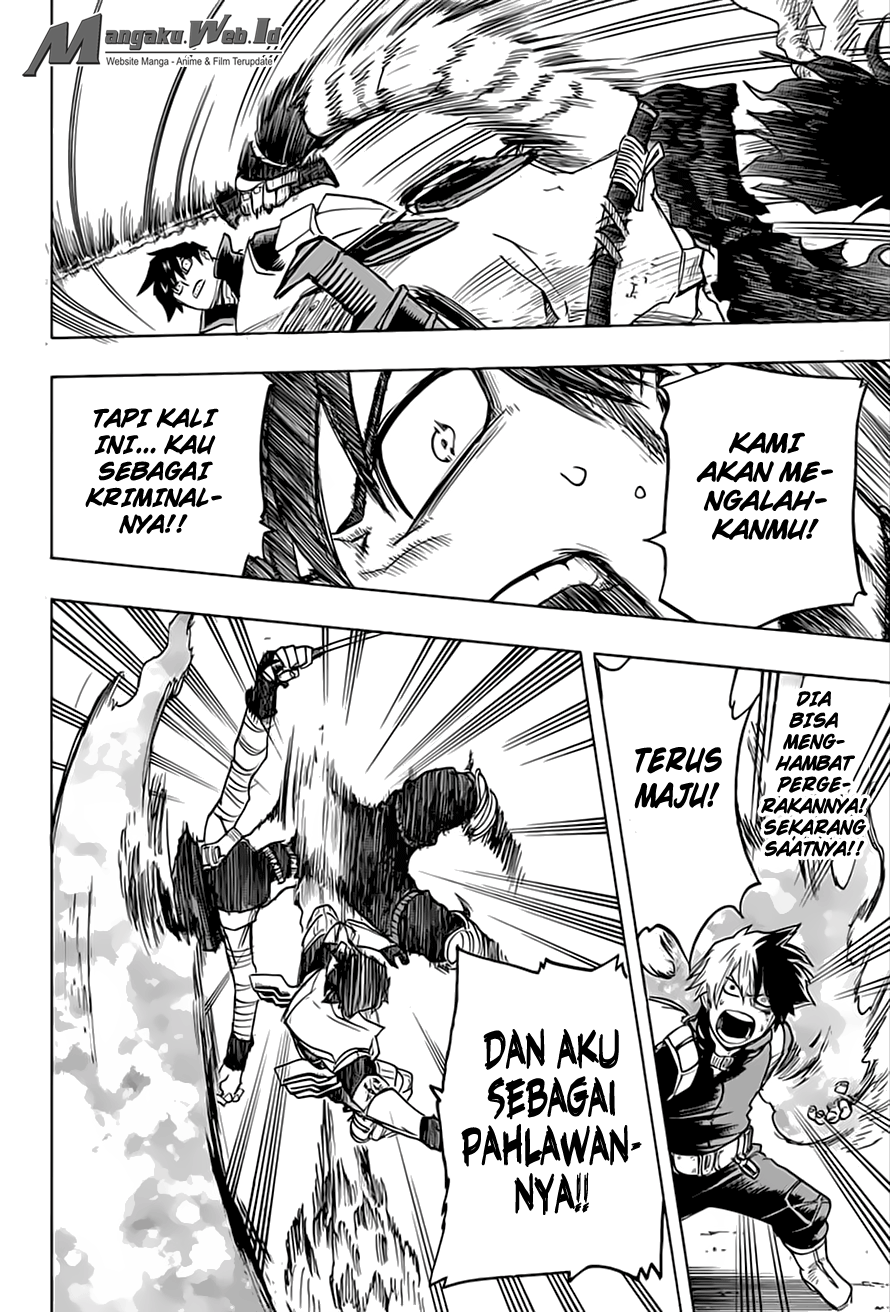 Mangaku.Web.Id
Website Manga - Anime & Film Terupdate
KAMI
AKAN ME-
NGALAH-
KANMU!
TAPI KALI
INI... KAU
SEBAGAI
KRIMINAL-
NYA!!
DIA
BISA
MENG-
HAMBAT
PERGE-
RAKANNYA!
SEKARANG
SAATNYA!!
TERUS
MAJU!
DAN AKU
SEBAGAI
PAHLAWAN-
NYA!!